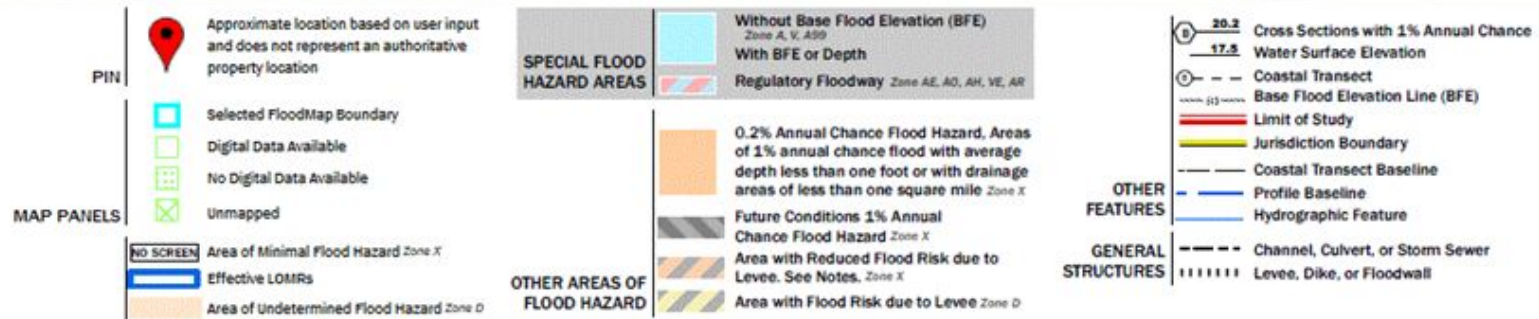 PIN
Approximate location based on user input
and does not represent an authoritative
property location
MAP PANELS
Selected FloodMap Boundary
Digital Data Available
No Digital Data Available
Unmapped
NO SCREEN Area of Minimal Flood Hazard Zone X
Effective LOMRs
Area of Undetermined Flood Hazard Zone D
SPECIAL FLOOD
HAZARD AREAS
Without Base Flood Elevation (BFE)
Zone A, V, A99
With BFE or Depth
Regulatory Floodway Zone AE, AO, AH, VE, AR
OTHER AREAS OF
FLOOD HAZARD
0.2% Annual Chance Flood Hazard, Areas
of 1% annual chance flood with average
depth less than one foot or with drainage
areas of less than one square mile Zone X
Future Conditions 1% Annual
Chance Flood Hazard Zone X
Area with Reduced Flood Risk due to
Levee. See Notes. Zone X
Area with Flood Risk due to Levee Zone D
OTHER
FEATURES
20.2 Cross Sections with 1% Annual Chance
17.5 Water Surface Elevation
Coastal Transect
Base Flood Elevation Line (BFE)
Limit of Study
Jurisdiction Boundary
Coastal Transect Baseline
Profile Baseline
Hydrographic Feature
GENERAL
STRUCTURES
Channel, Culvert, or Storm Sewer
Levee, Dike, or Floodwall